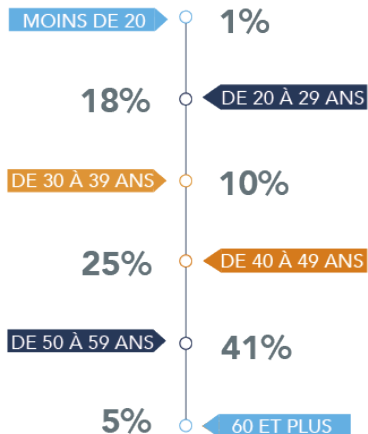 MOINS DE 20 1%
18% DE 20 À 29 ANS
DE 30 À 39 ANS 10%
25% DE 40 À 49 ANS
DE 50 À 59 ANS 41%
5% 60 ET PLUS